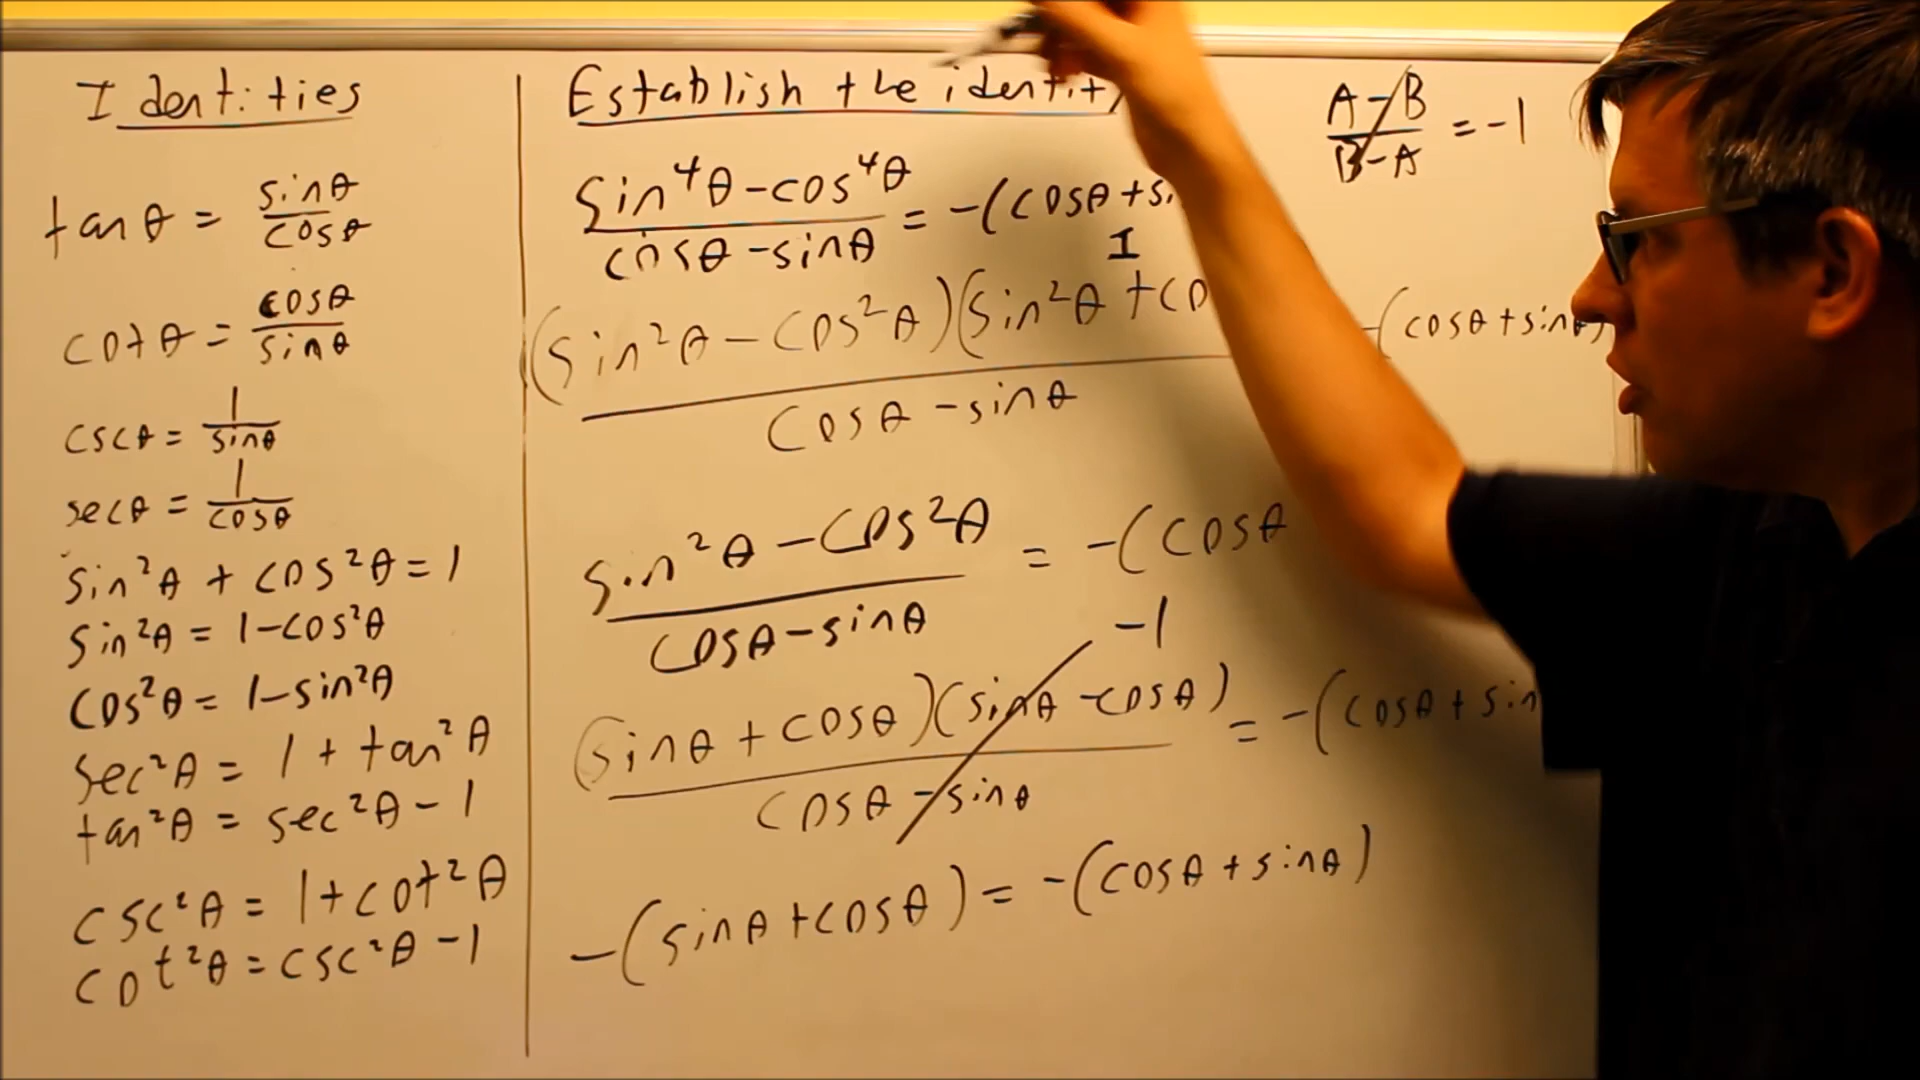 Identities
tanθ = sinθ/cosθ
cotθ = cosθ/sinθ
cscθ = 1/sinθ
secθ = 1/cosθ
sin²θ + cos²θ = 1
sin²θ = 1-cos²θ
cos²θ = 1-sin²θ
sec²θ = 1 + tan²θ
tan²θ = sec²θ - 1
csc²θ = 1+cot²θ
cot²θ = csc²θ -1
Establish the identity
sin⁴θ-cos⁴θ
cosθ-sinθ
= -(cosθ+si
1
(sin²θ - cos²θ)(sin²θ + co
cosθ - sinθ
-(cosθ+sinθ)
sin²θ - cos²θ
cosθ-sinθ
= -(cosθ
-1
(sinθ + cosθ)(sinθ -cosθ)
cosθ -sinθ
= -(cosθ + sin
-(sinθ+cosθ) = -(cosθ+sinθ)
A-B
B-A
= -1